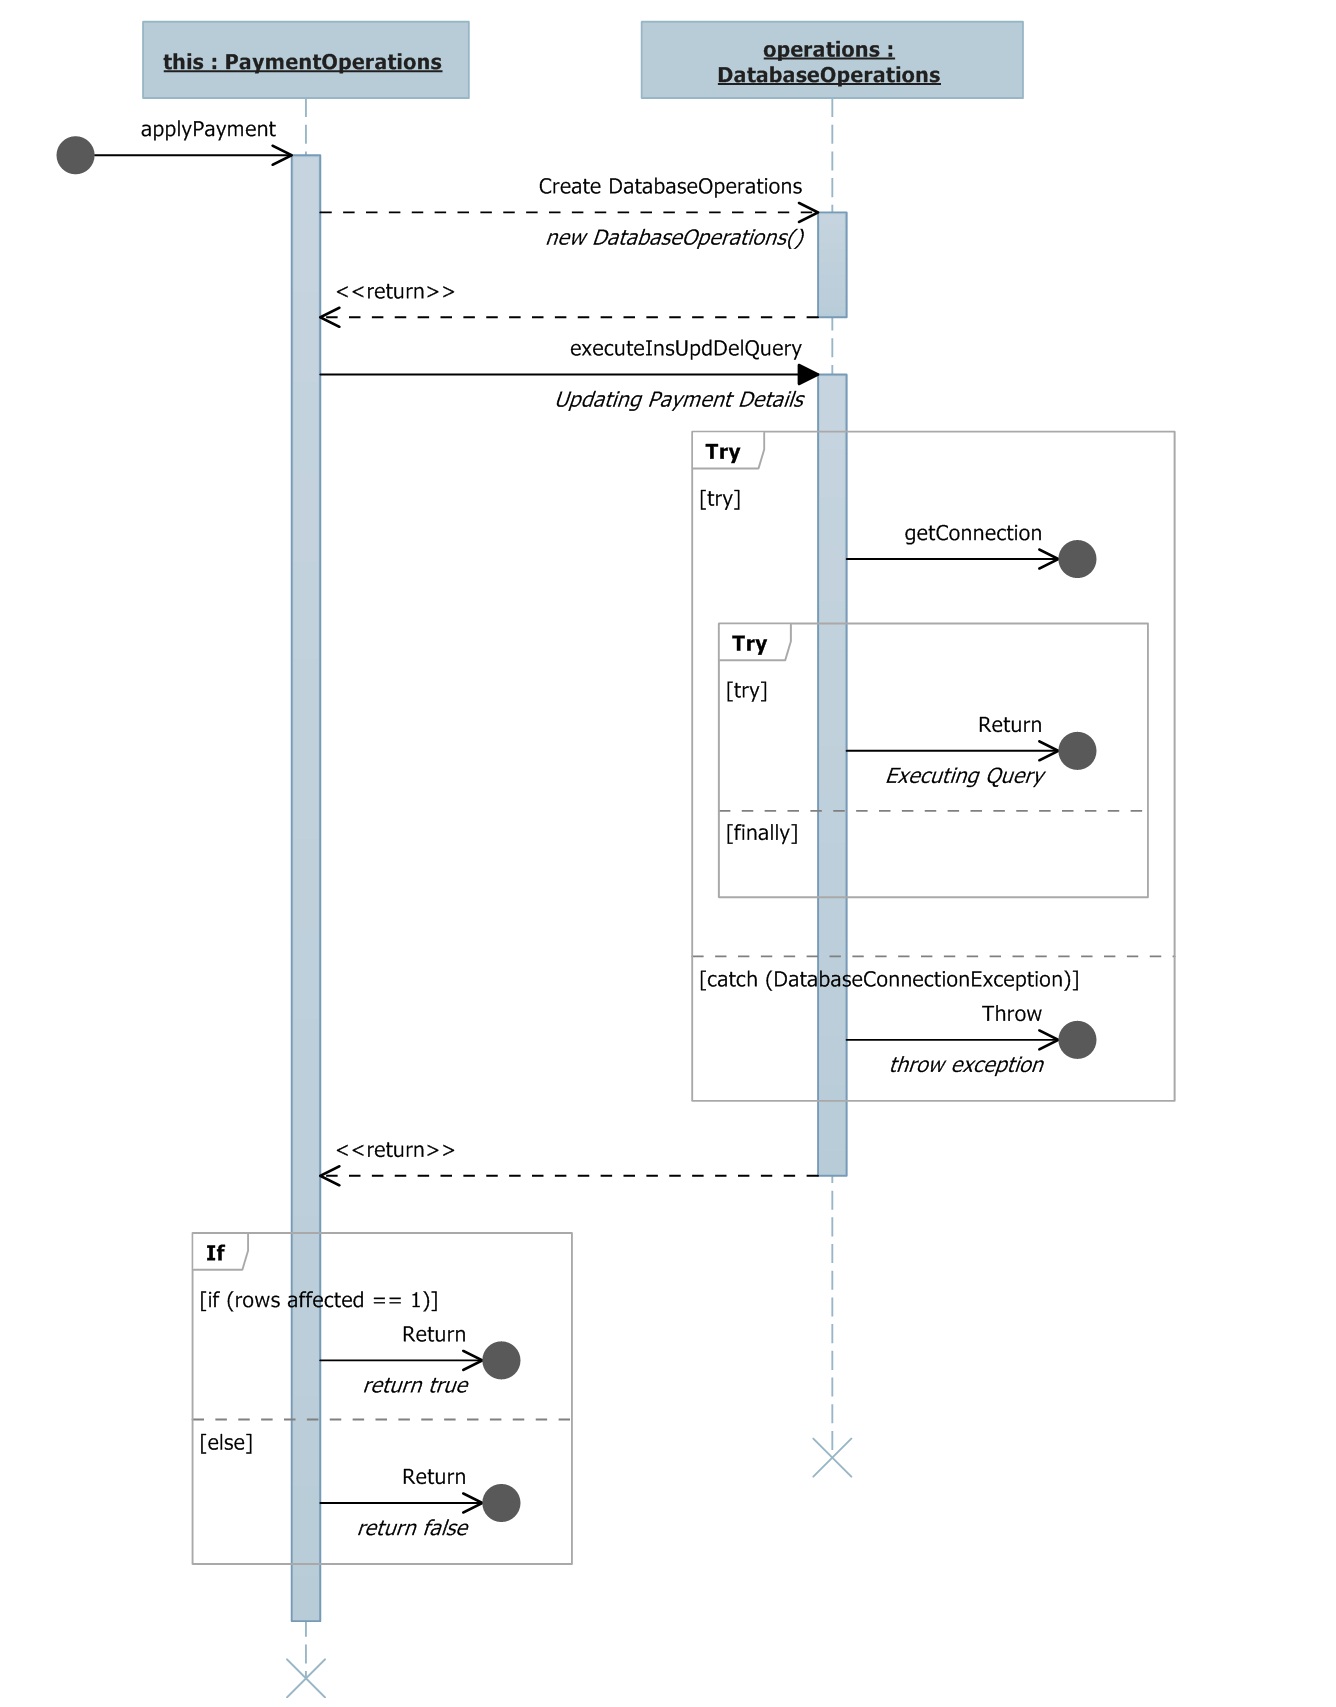 this : PaymentOperations
operations :
DatabaseOperations
applyPayment
Create DatabaseOperations
new DatabaseOperations()
<<return>>
executeInsUpdDelQuery
Updating Payment Details
Try
[try]
getConnection
Try
[try]
Return
Executing Query
[finally]
[catch (DatabaseConnectionException)]
Throw
throw exception
<<return>>
If
[if (rows affected == 1)]
Return
return true
[else]
Return
return false